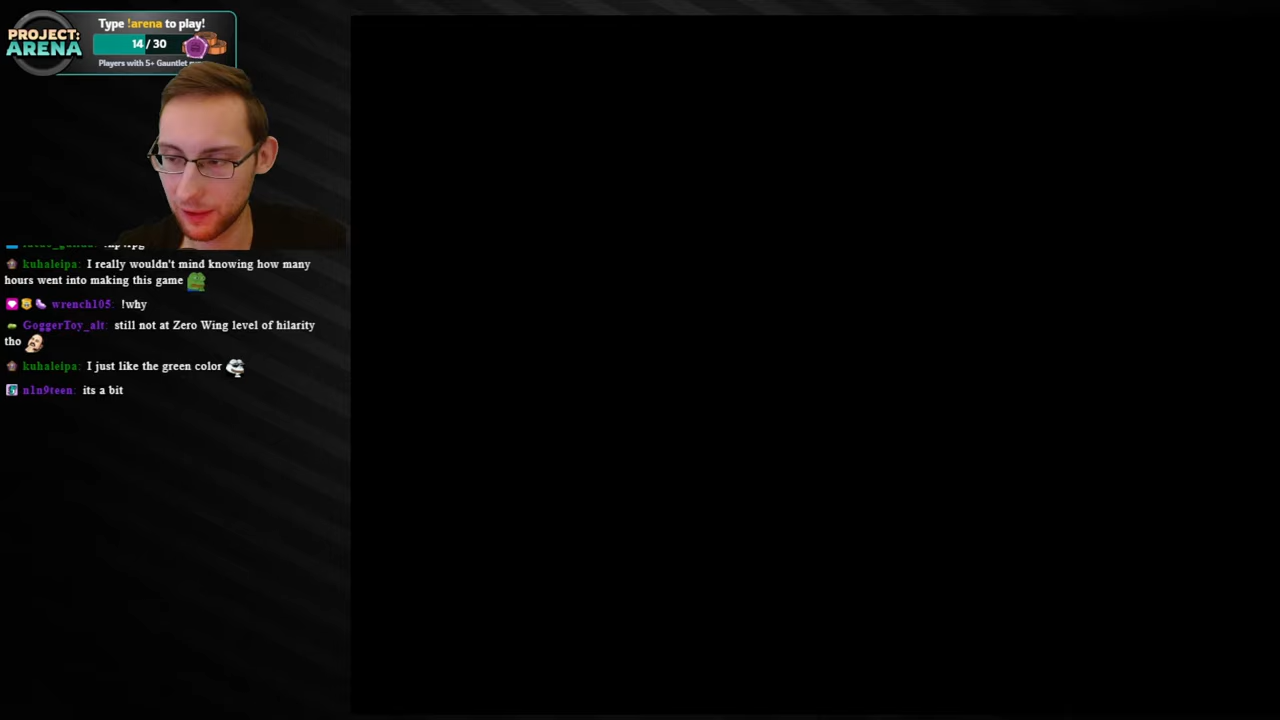 PROJECT:
ARENA
Type !arena to play!
14 / 30
Players with 5+ Gauntlet
kuhaleipa: I really wouldn't mind knowing how many
hours went into making this game
wrench105: !why
GoggerToy_alt: still not at Zero Wing level of hilarity
tho
kuhaleipa: I just like the green color
n1n9teen: its a bit